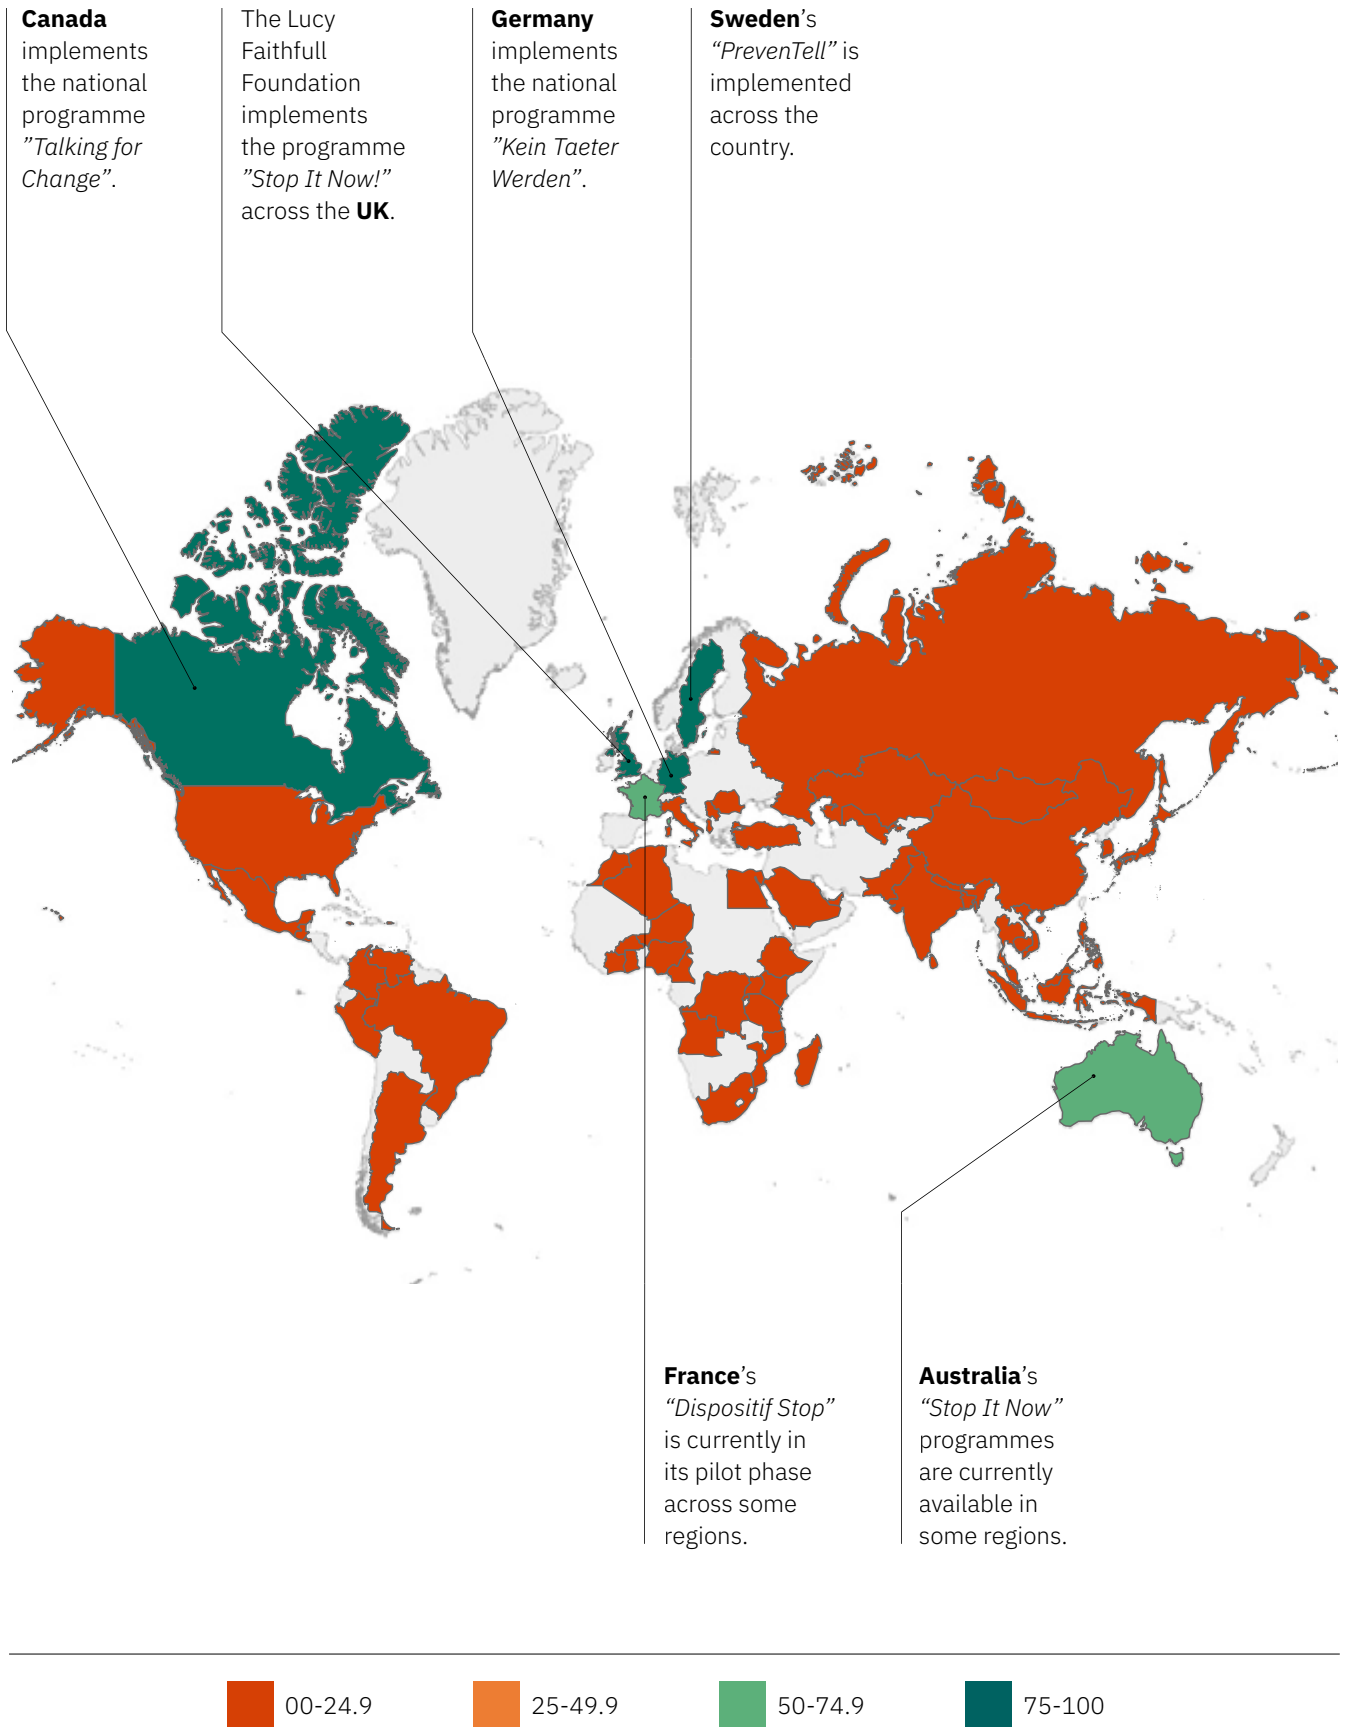 Canada
implements
the national
programme
”Talking for
Change”.
The Lucy
Faithfull
Foundation
implements
the programme
”Stop It Now!”
across the UK.
Germany
implements
the national
programme
”Kein Taeter
Werden”.
Sweden’s
“PrevenTell” is
implemented
across the
country.
France’s
“Dispositif Stop”
is currently in
its pilot phase
across some
regions.
Australia’s
“Stop It Now”
programmes
are currently
available in
some regions.
00-24.9
25-49.9
50-74.9
75-100